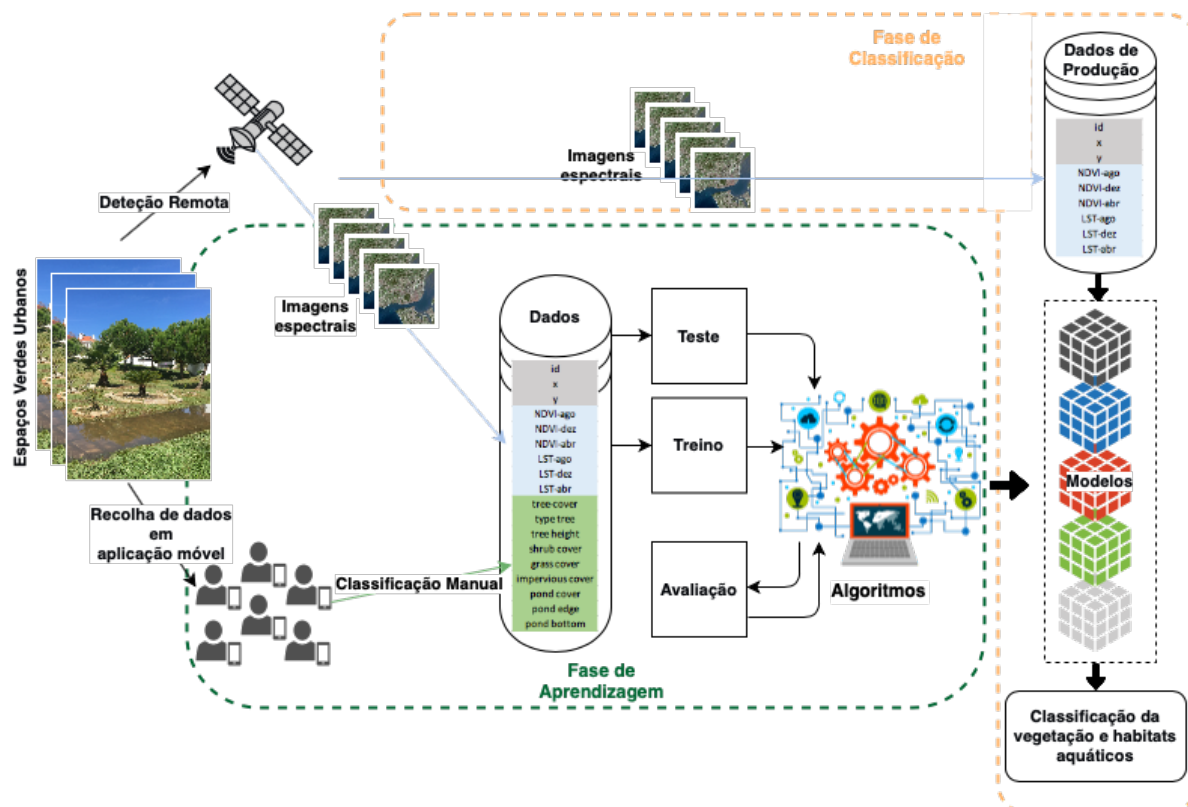 Fase de
Classificação
Dados de
Produção
id
x
y
NDVI-ago
NDVI-dez
NDVI-abr
LST-ago
LST-dez
LST-abr
Imagens
espectrais
Deteção Remota
Espaços Verdes Urbanos
Imagens
espectrais
Dados
id
x
y
NDVI-ago
NDVI-dez
NDVI-abr
LST-ago
LST-dez
LST-abr
tree cover
type tree
tree height
shrub cover
grass cover
impervious cover
pond cover
pond edge
pond bottom
Teste
Treino
Avaliação
Algoritmos
Modelos
Recolha de dados
em
aplicação móvel
Classificação Manual
Fase de
Aprendizagem
Classificação da
vegetação e habitats
aquáticos